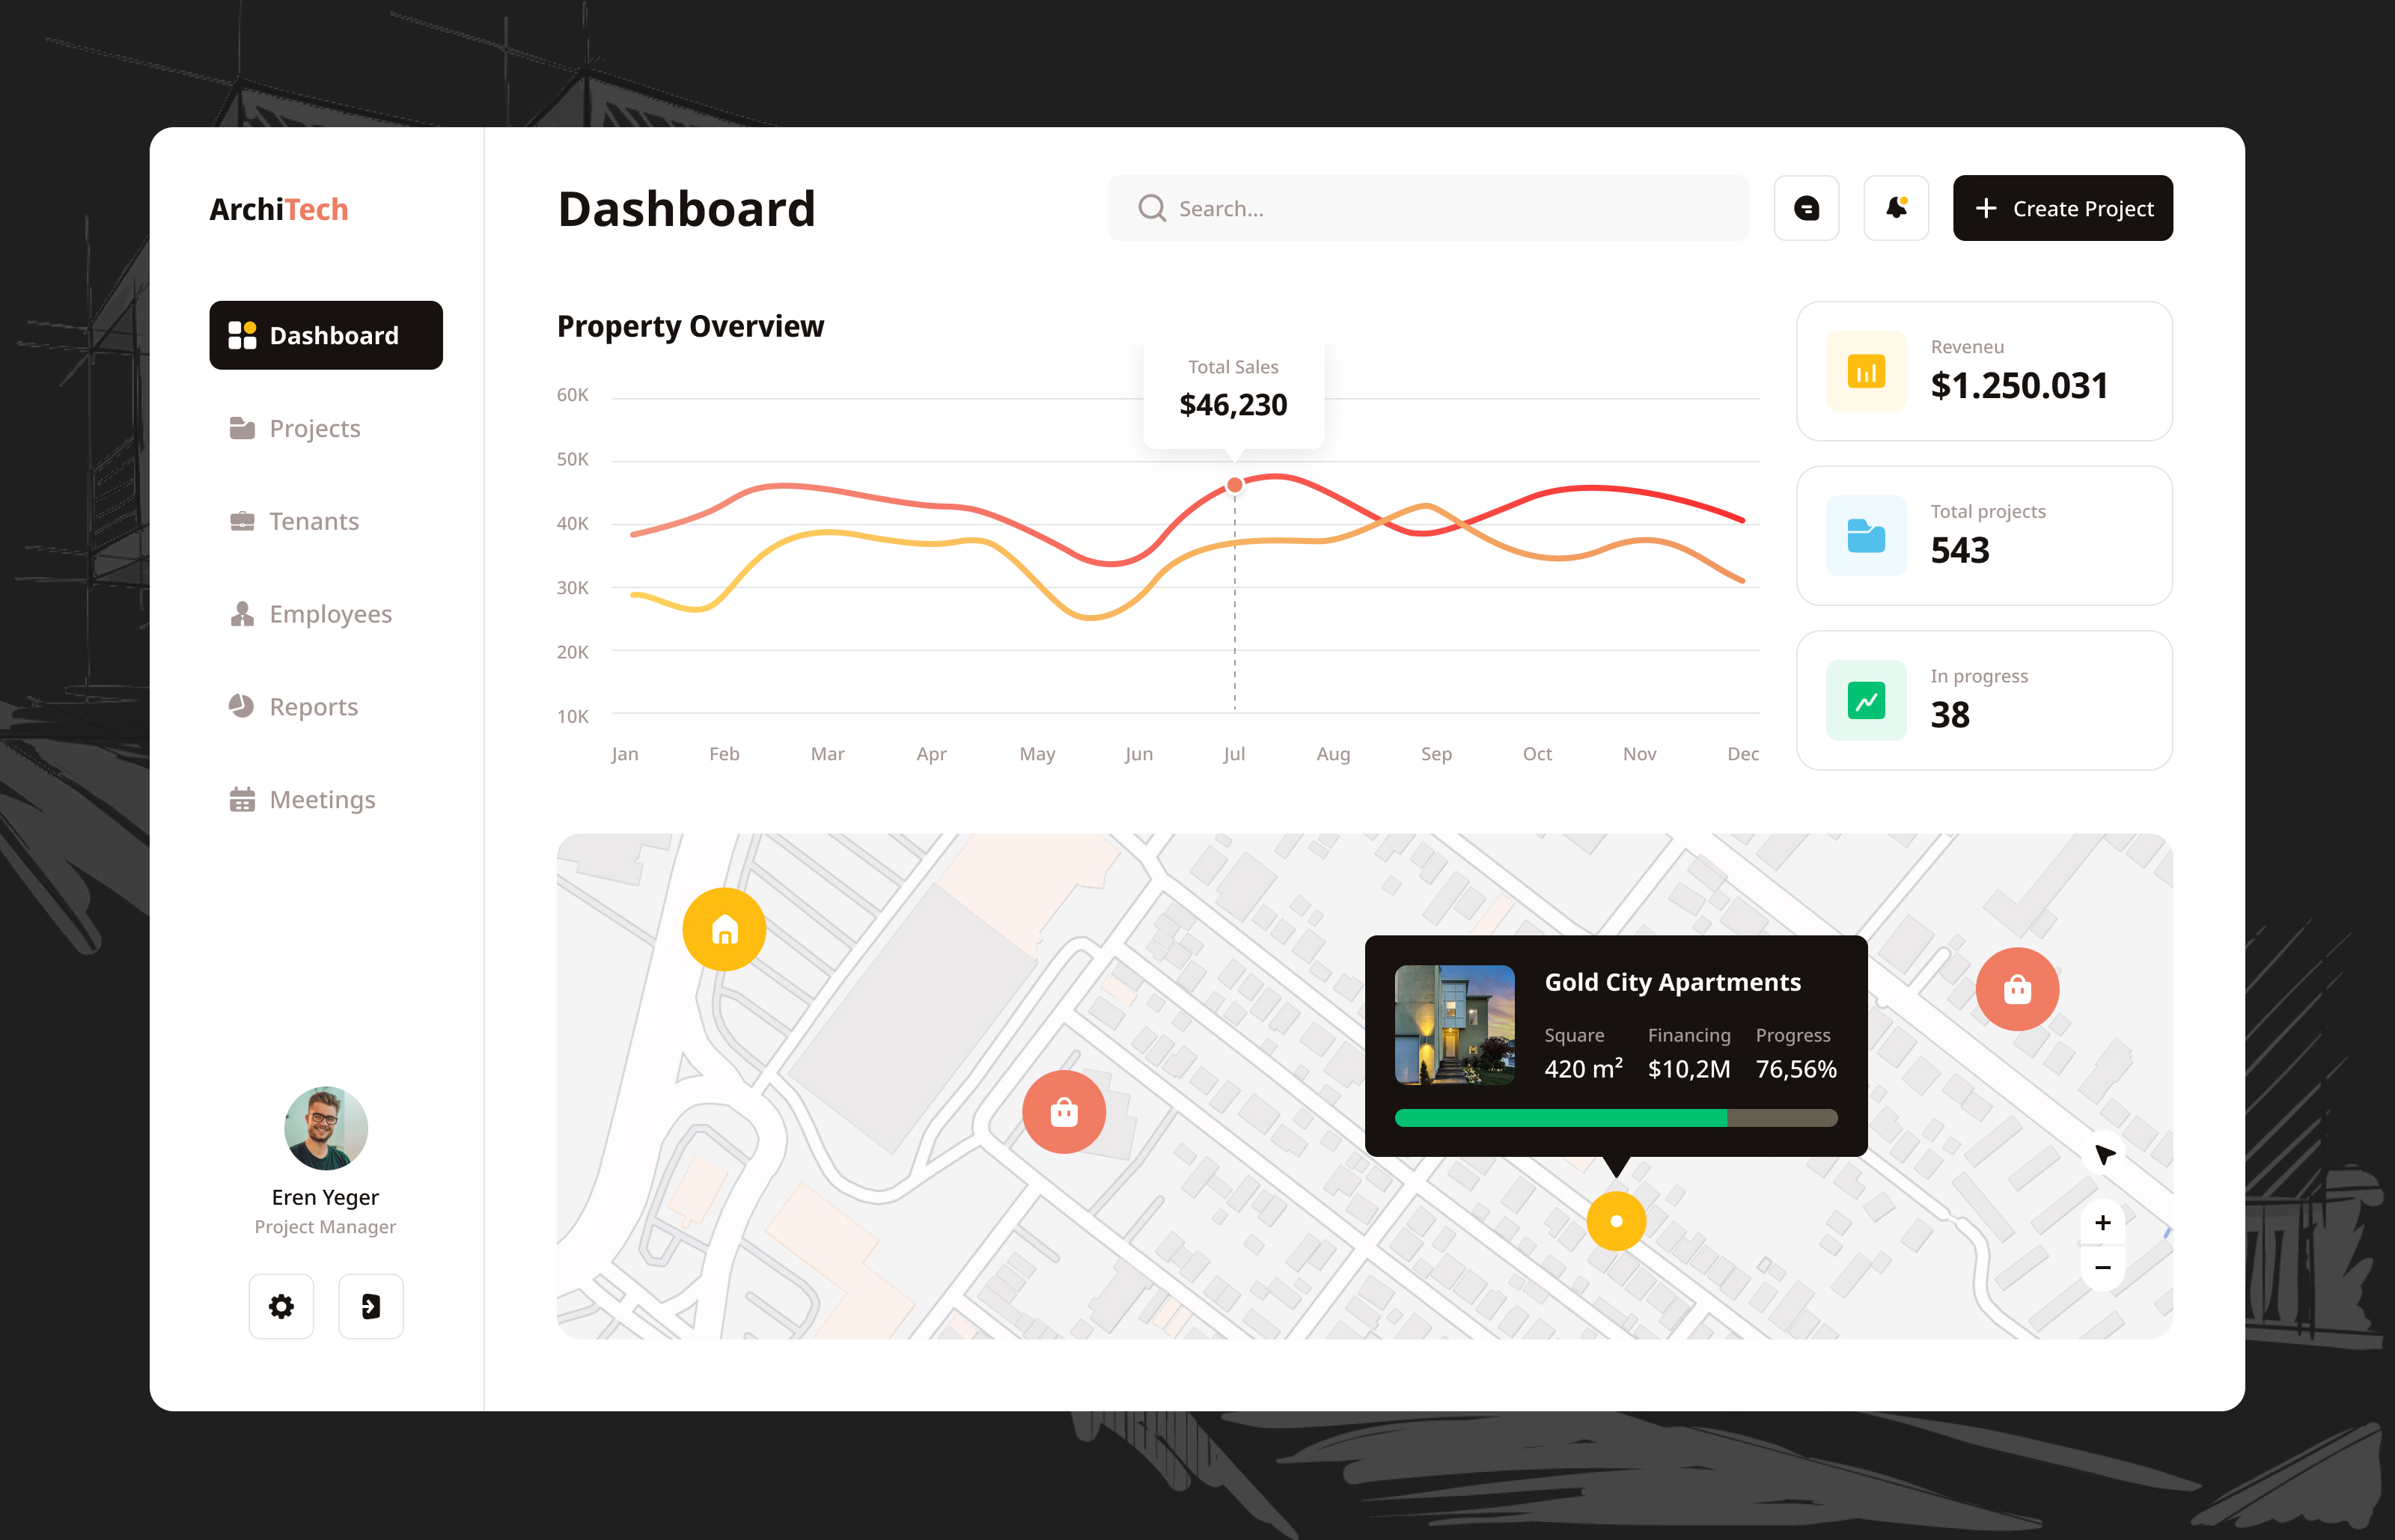 ArchiTech
Dashboard
Projects
Tenants
Employees
Reports
Meetings
Eren Yeger
Project Manager
Dashboard
Search...
Create Project
Property Overview
Total Sales
$46,230
60K
50K
40K
30K
20K
10K
Jan Feb Mar Apr May Jun Jul Aug Sep Oct Nov Dec
Reveneu
$1.250.031
Total projects
543
In progress
38
Gold City Apartments
Square Financing Progress
420 m² $10,2M 76,56%